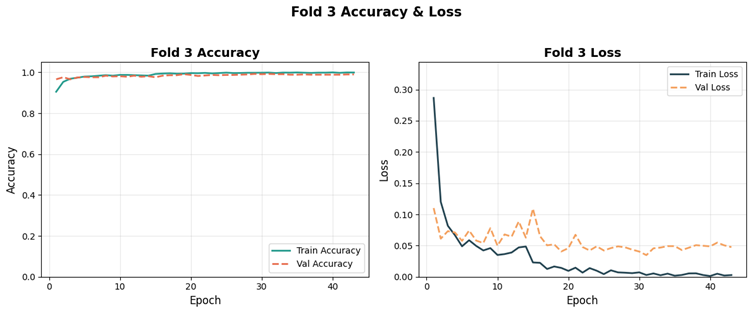 Fold 3 Accuracy & Loss
Fold 3 Accuracy
1.0
0.8
0.6
0.4
0.2
0.0
Accuracy
0
10
20
30
40
Epoch
Train Accuracy
Val Accuracy
Fold 3 Loss
0.30
0.25
0.20
0.15
0.10
0.05
0.00
Loss
0
10
20
30
40
Epoch
Train Loss
Val Loss